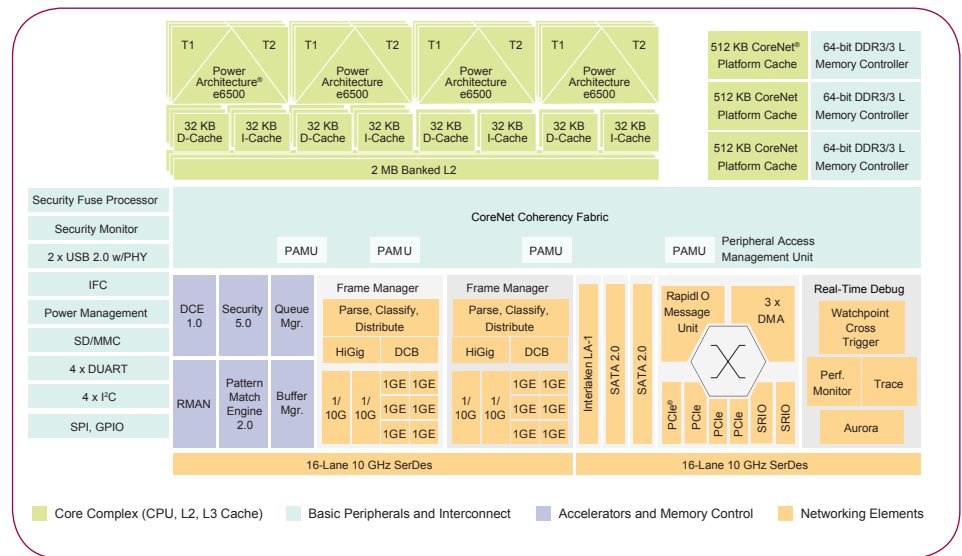 T1 T2 T1 T2 T1 T2 T1 T2
Power
Architecture®
e6500
Power
Architecture
e6500
Power
Architecture
e6500
Power
Architecture
e6500
32 KB
D-Cache
32 KB
I-Cache
32 KB
D-Cache
32 KB
I-Cache
32 KB
D-Cache
32 KB
I-Cache
32 KB
D-Cache
32 KB
I-Cache
2 MB Banked L2
512 KB CoreNet®
Platform Cache
64-bit DDR3/3 L
Memory Controller
512 KB CoreNet
Platform Cache
64-bit DDR3/3 L
Memory Controller
512 KB CoreNet
Platform Cache
64-bit DDR3/3 L
Memory Controller
Security Fuse Processor
Security Monitor
2 x USB 2.0 w/PHY
IFC
Power Management
SD/MMC
4 x DUART
4 x I²C
SPI, GPIO
CoreNet Coherency Fabric
PAMU
PAMU
PAMU
PAMU
Peripheral Access
Management Unit
DCE
1.0
Security
5.0
Queue
Mgr.
RMAN
Pattern
Match
Engine
2.0
Buffer
Mgr.
Frame Manager
Parse, Classify,
Distribute
HiGig
DCB
1/
10G
1/
10G
1GE 1GE
1GE 1GE
1GE 1GE
Frame Manager
Parse, Classify,
Distribute
HiGig
DCB
1/
10G
1/
10G
1GE 1GE
1GE 1GE
1GE 1GE
Interlaken LA-1
SATA 2.0
SATA 2.0
RapidI O
Message
Unit
3 x
DMA
PCIe®
PCIe
PCIe
PCIe
SRIO
SRIO
Real-Time Debug
Watchpoint
Cross
Trigger
Perf.
Monitor
Trace
Aurora
16-Lane 10 GHz SerDes
16-Lane 10 GHz SerDes
Core Complex (CPU, L2, L3 Cache)
Basic Peripherals and Interconnect
Accelerators and Memory Control
Networking Elements